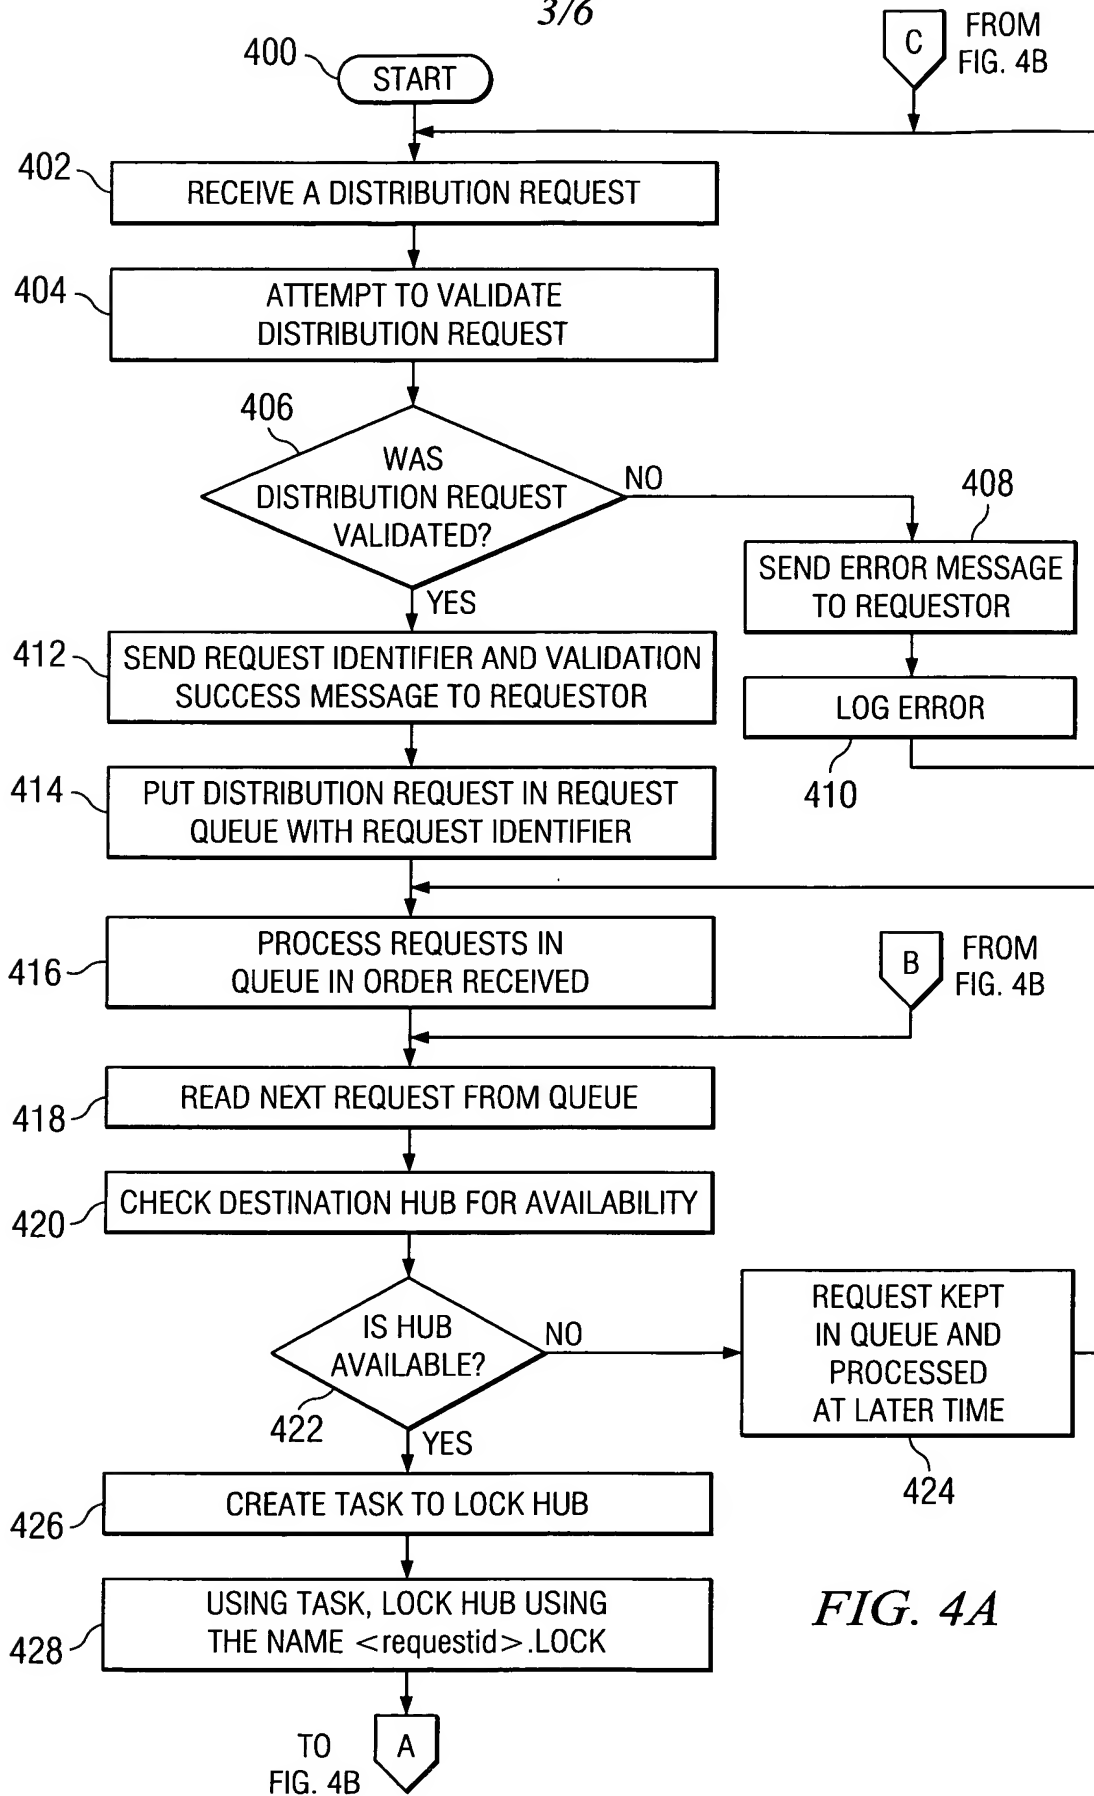 3/6
400
START
C
FROM
FIG. 4B
402
RECEIVE A DISTRIBUTION REQUEST
404
ATTEMPT TO VALIDATE
DISTRIBUTION REQUEST
406
WAS
DISTRIBUTION REQUEST
VALIDATED?
NO
408
SEND ERROR MESSAGE
TO REQUESTOR
YES
412
SEND REQUEST IDENTIFIER AND VALIDATION
SUCCESS MESSAGE TO REQUESTOR
LOG ERROR
410
414
PUT DISTRIBUTION REQUEST IN REQUEST
QUEUE WITH REQUEST IDENTIFIER
416
PROCESS REQUESTS IN
QUEUE IN ORDER RECEIVED
B
FROM
FIG. 4B
418
READ NEXT REQUEST FROM QUEUE
420
CHECK DESTINATION HUB FOR AVAILABILITY
IS HUB
AVAILABLE?
422
NO
REQUEST KEPT
IN QUEUE AND
PROCESSED
AT LATER TIME
424
YES
426
CREATE TASK TO LOCK HUB
428
USING TASK, LOCK HUB USING
THE NAME <requestid>.LOCK
FIG. 4A
TO
FIG. 4B
A